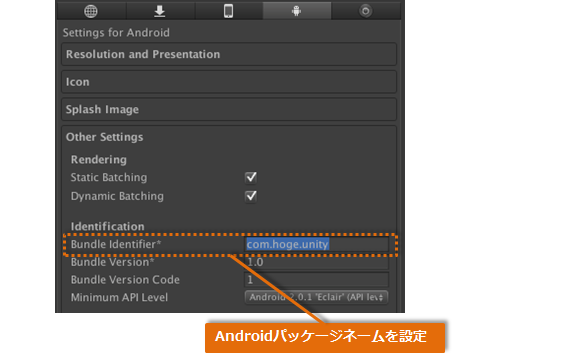 Settings for Android
Resolution and Presentation
Icon
Splash Image
Other Settings
Rendering
Static Batching
Dynamic Batching
Identification
Bundle Identifier* com.hoge.unity
Bundle Version* 1.0
Bundle Version Code 1
Minimum API Level Android 2.0.1 'Eclair' (API lev
Androidパッケージネームを設定